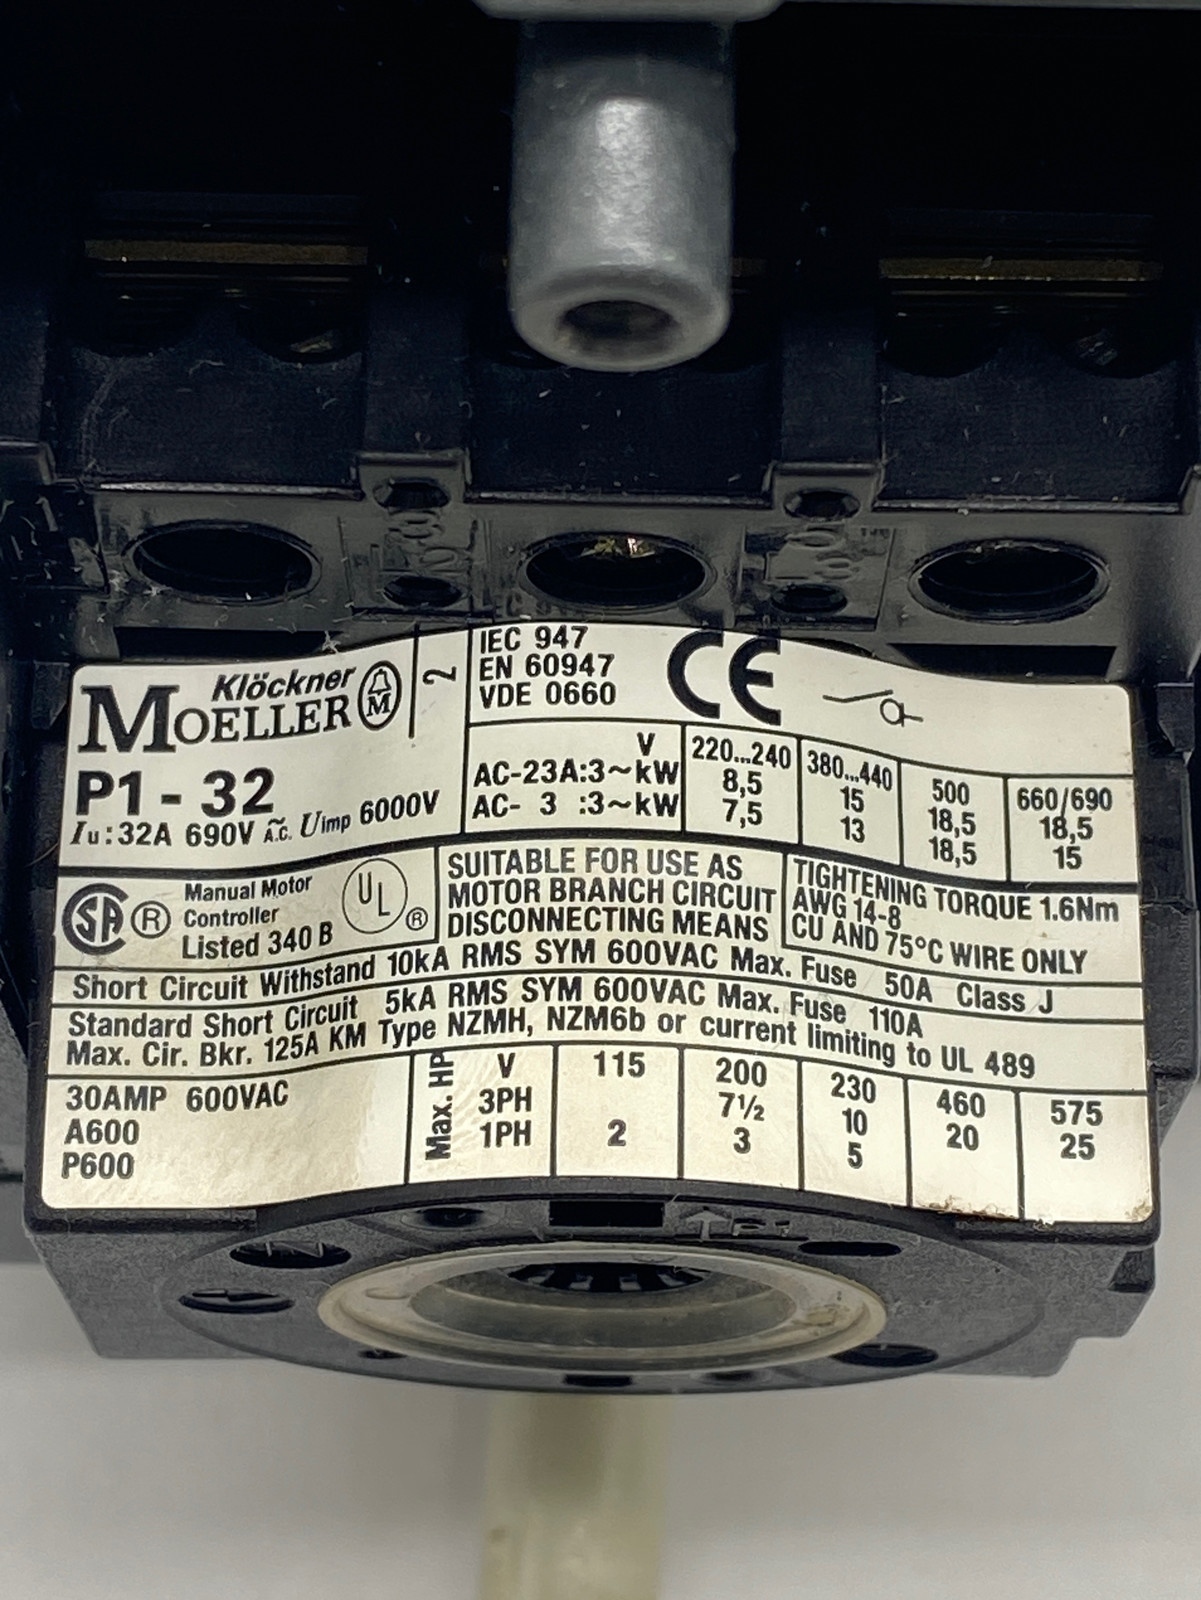 Klöckner
MOELLER M
2
P1-32
Iu:32A 690V A.C. Uimp 6000V
IEC 947
EN 60947
VDE 0660
CE
V 220...240 380...440 500 660/690
AC-23A:3~kW 8,5 15 18,5 18,5
AC- 3 :3~kW 7,5 13 18,5 15
SA ® Manual Motor
Controller
Listed 340 B
UL ®
SUITABLE FOR USE AS
MOTOR BRANCH CIRCUIT
DISCONNECTING MEANS
TIGHTENING TORQUE 1.6Nm
AWG 14-8
CU AND 75°C WIRE ONLY
Short Circuit Withstand 10kA RMS SYM 600VAC Max. Fuse 50A Class J
Standard Short Circuit 5kA RMS SYM 600VAC Max. Fuse 110A
Max. Cir. Bkr. 125A KM Type NZMH, NZM6b or current limiting to UL 489
30AMP 600VAC
A600
P600
Max. HP
V 115 200 230 460 575
3PH 7½ 10 20 25
1PH 2 3 5
P1